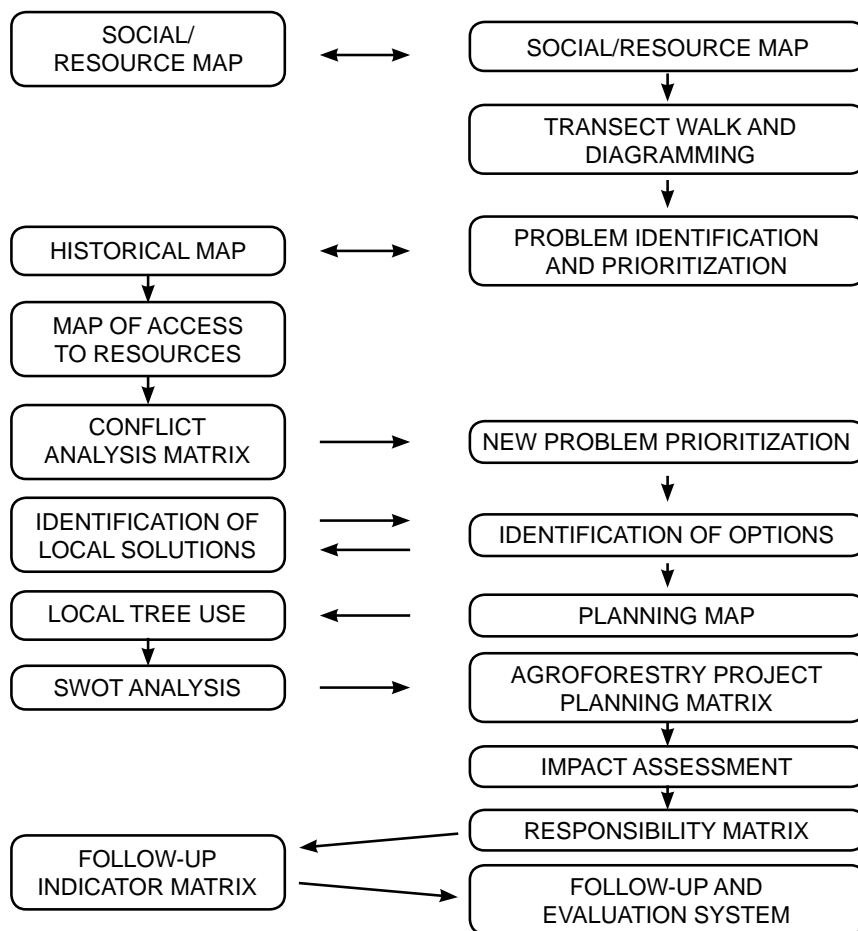 SOCIAL/
RESOURCE MAP
SOCIAL/RESOURCE MAP
TRANSECT WALK AND
DIAGRAMMING
HISTORICAL MAP
PROBLEM IDENTIFICATION
AND PRIORITIZATION
MAP OF ACCESS
TO RESOURCES
CONFLICT
ANALYSIS MATRIX
NEW PROBLEM PRIORITIZATION
IDENTIFICATION OF
LOCAL SOLUTIONS
IDENTIFICATION OF OPTIONS
LOCAL TREE USE
PLANNING MAP
SWOT ANALYSIS
AGROFORESTRY PROJECT
PLANNING MATRIX
IMPACT ASSESSMENT
RESPONSIBILITY MATRIX
FOLLOW-UP
INDICATOR MATRIX
FOLLOW-UP AND
EVALUATION SYSTEM